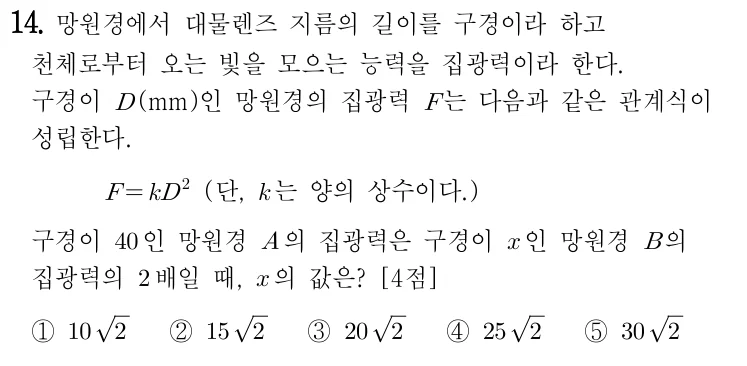 14. 망원경에서 대물렌즈 지름의 길이를 구경이라 하고
천체로부터 오는 빛을 모으는 능력을 집광력이라 한다.
구경이 D(mm)인 망원경의 집광력 F는 다음과 같은 관계식이
성립한다.
F=kD² (단, k는 양의 상수이다.)
구경이 40인 망원경 A의 집광력은 구경이 x인 망원경 B의
집광력의 2배일 때, x의 값은? [4점]
① 10√2 ② 15√2 ③ 20√2 ④ 25√2 ⑤ 30√2